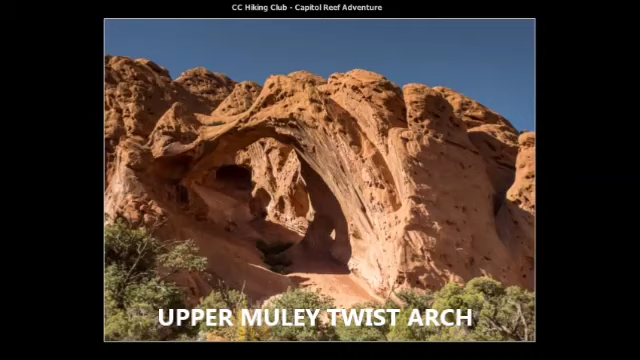 CC Hiking Club - Capitol Reef Adventure
UPPER MULEY TWIST ARCH